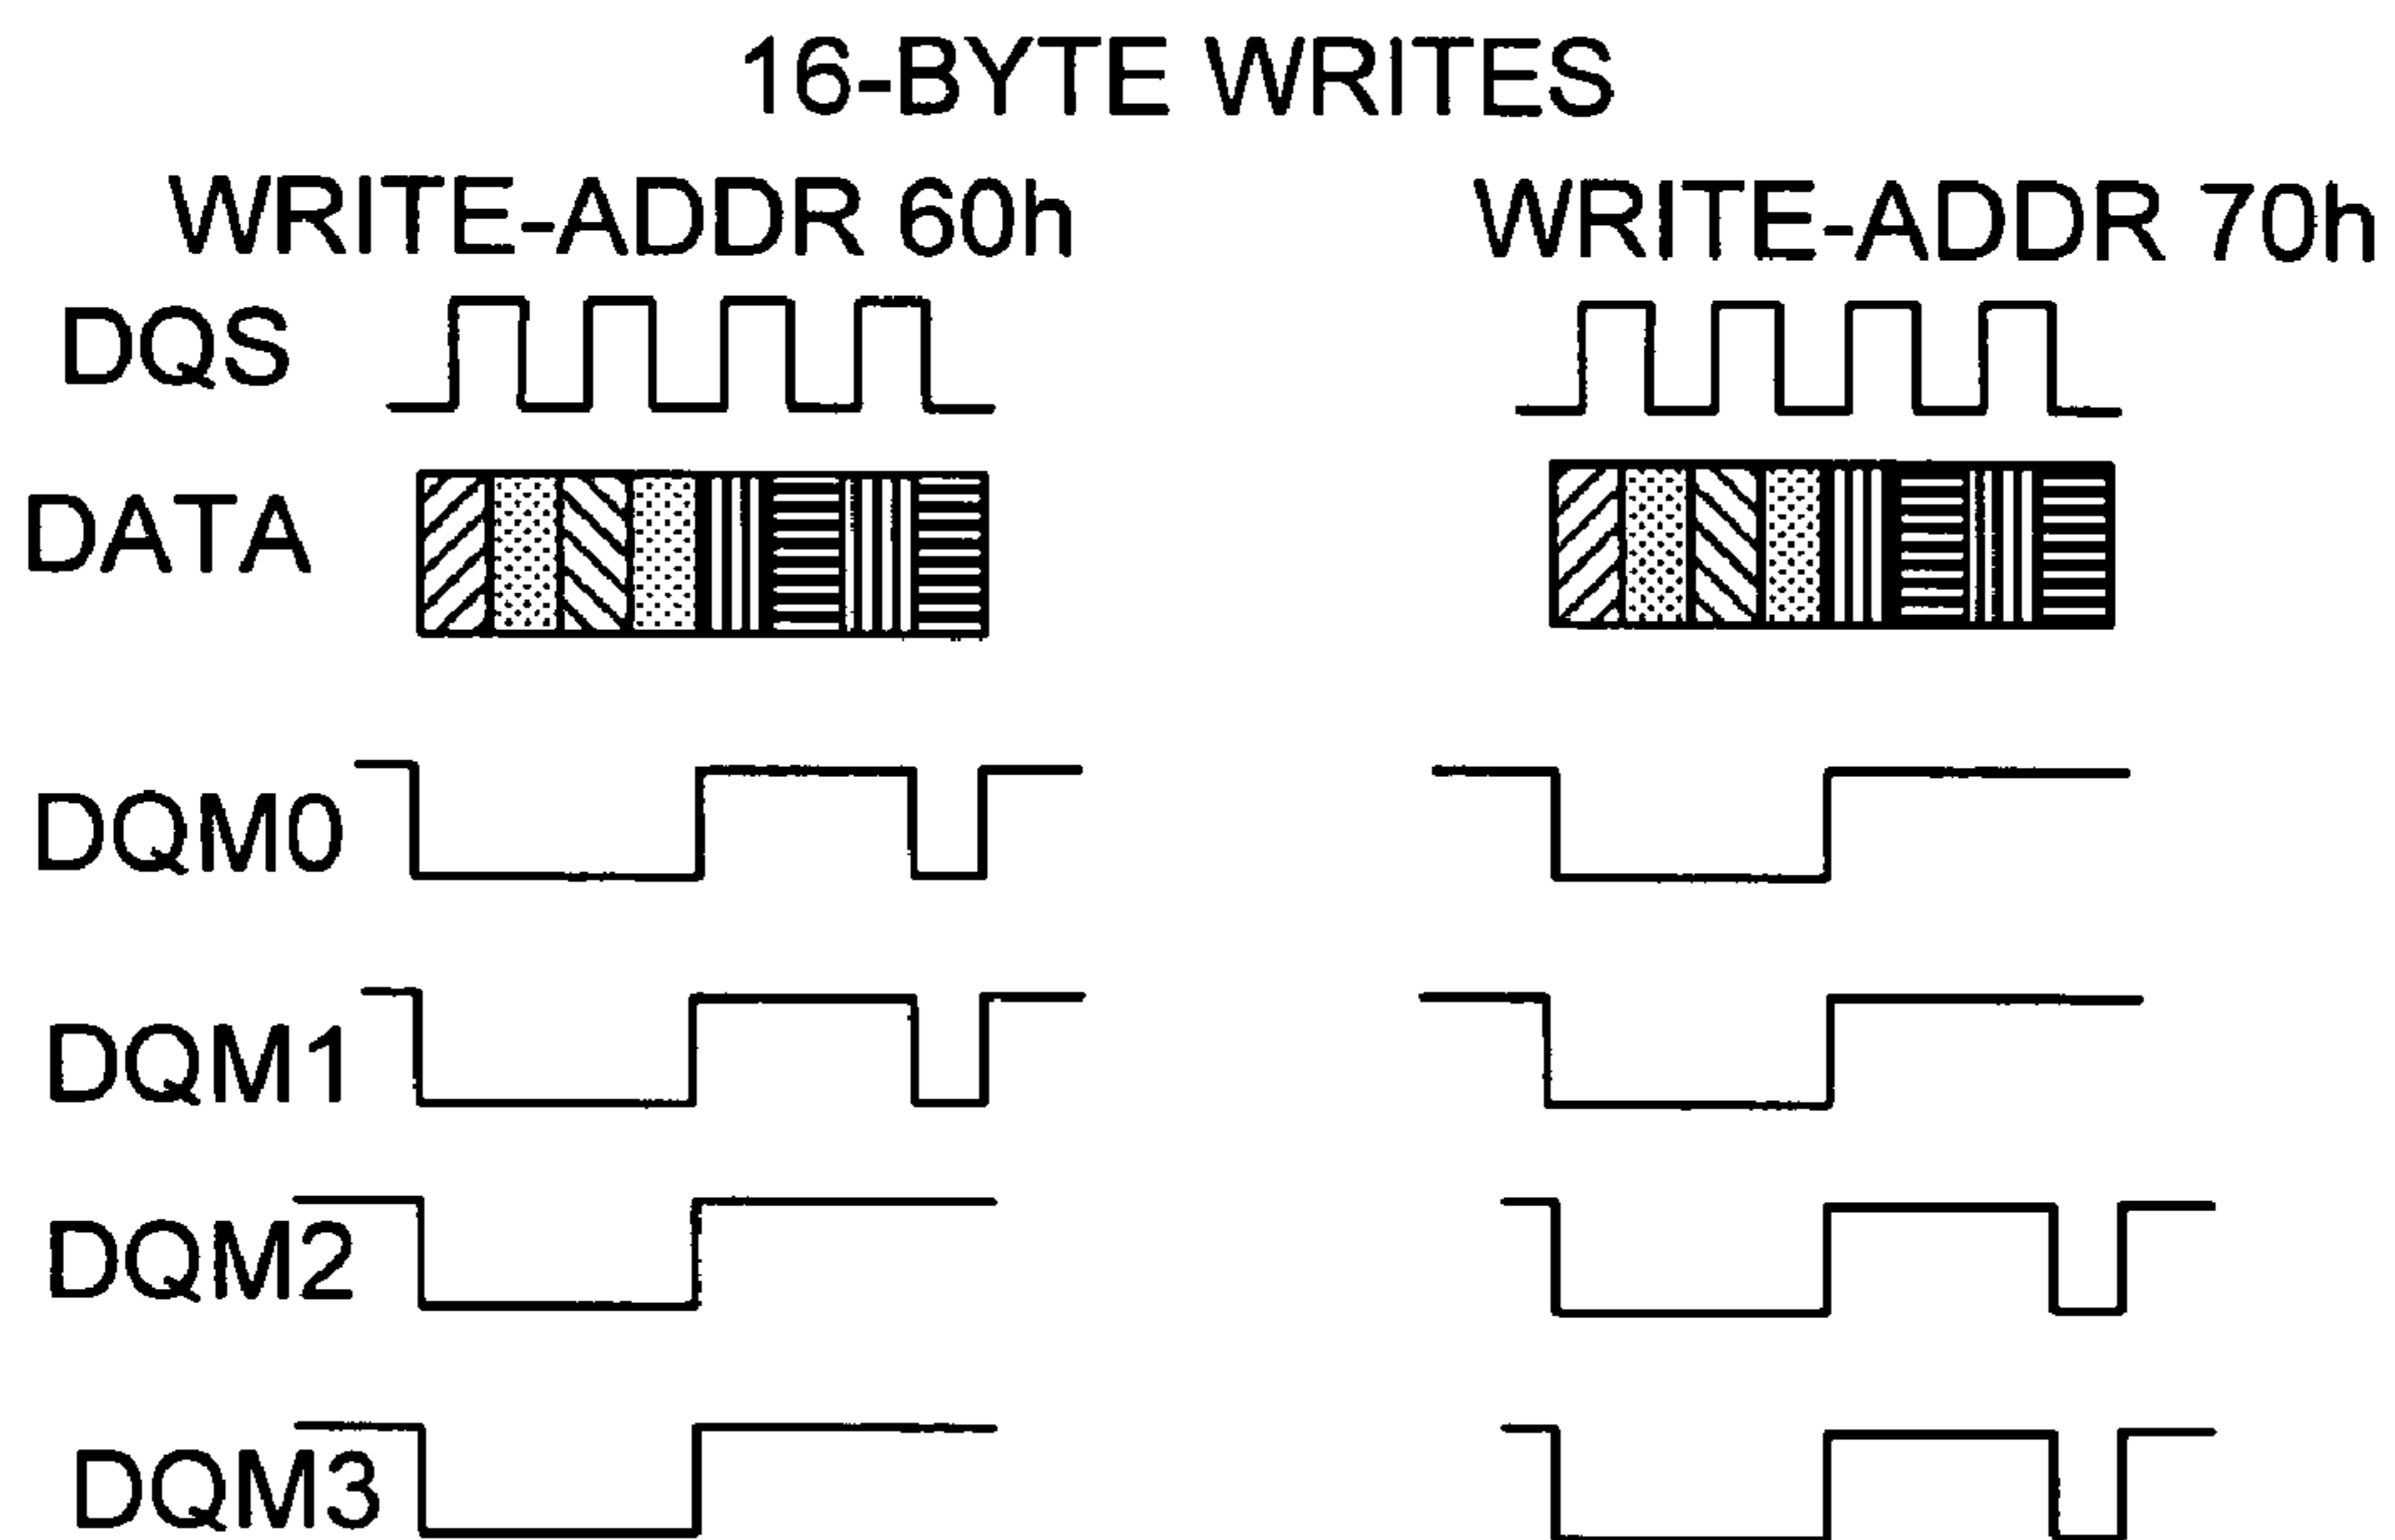 16-BYTE WRITES
WRITE-ADDR 60h WRITE-ADDR 70h
DQS
DATA
DQM0
DQM1
DQM2
DQM3